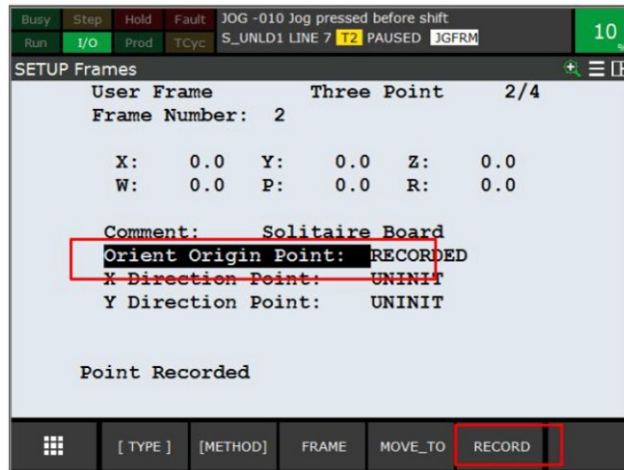 Busy Step Hold Fault JOG -010 Jog pressed before shift
Run I/O Prod TCyc S_UNLD1 LINE 7 T2 PAUSED JGFRM
10
%
SETUP Frames
User Frame Three Point 2/4
Frame Number: 2
X: 0.0 Y: 0.0 Z: 0.0
W: 0.0 P: 0.0 R: 0.0
Comment: Solitaire Board
Orient Origin Point: RECORDED
X Direction Point: UNINIT
Y Direction Point: UNINIT
Point Recorded
[ TYPE ] [METHOD] FRAME MOVE_TO RECORD